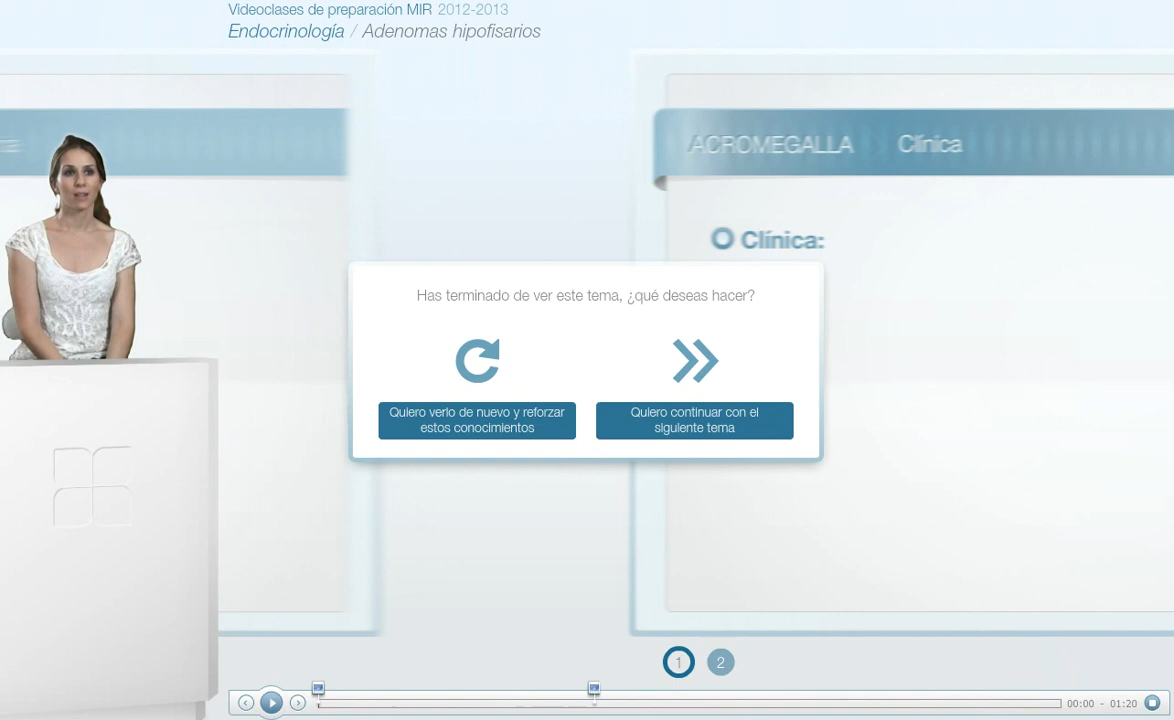 Videoclases de preparación MIR 2012-2013
Endocrinología / Adenomas hipofisarios
ACROMEGALLA Clínica
Clínica:
Has terminado de ver este tema, ¿qué deseas hacer?
Quiero verlo de nuevo y reforzar
estos conocimientos
Quiero continuar con el
siguiente tema
1 2
00:00 - 01:20